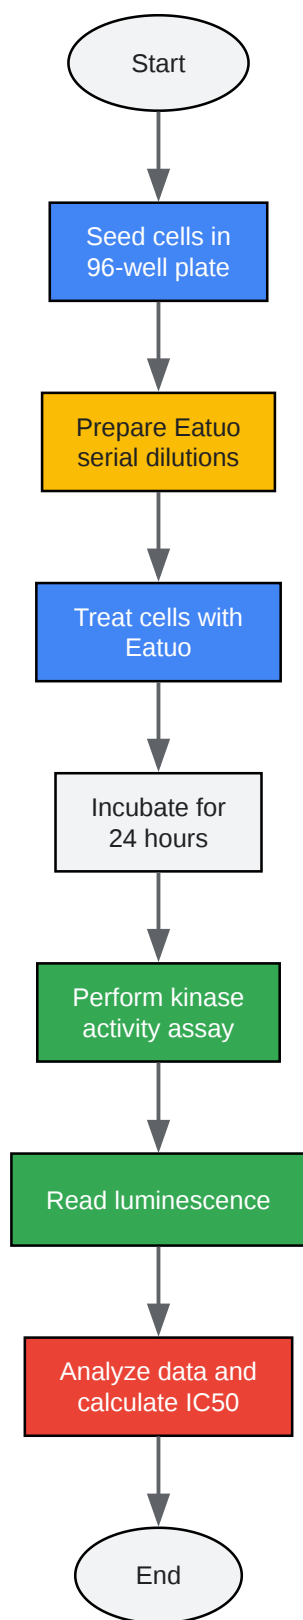 Start
Seed cells in
96-well plate
Prepare Eatuo
serial dilutions
Treat cells with
Eatuo
Incubate for
24 hours
Perform kinase
activity assay
Read luminescence
Analyze data and
calculate IC50
End